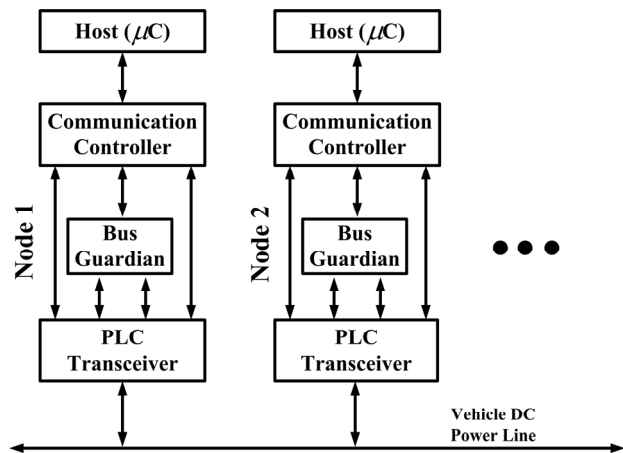 Host (μC)
Communication
Controller
Node 1
Bus
Guardian
PLC
Transceiver
Host (μC)
Communication
Controller
Node 2
Bus
Guardian
PLC
Transceiver
Vehicle DC
Power Line